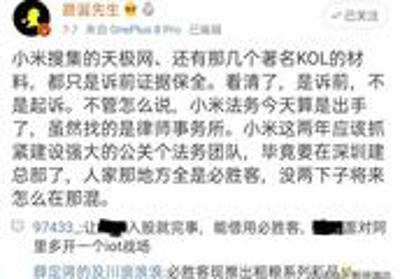 跟诞先生
7-7 来自 OnePlus 8 Pro 已编辑
已关注
小米搜集的天极网、还有那几个著名KOL的材
料，都只是诉前证据保全。看清了，是诉前，不
是起诉。不管怎么说，小米法务今天算是出手
了，虽然找的是律师事务所。小米这两年应该抓
紧建设强大的公关个法务团队，毕竟要在深圳建
总部了，人家那地方全是必胜客，没两下子将来
怎么在那混。
97433_:让 入股就完事，能借用必胜客， 面对阿
里多开一个iot战场
:必胜客现推出粗粮系列新品